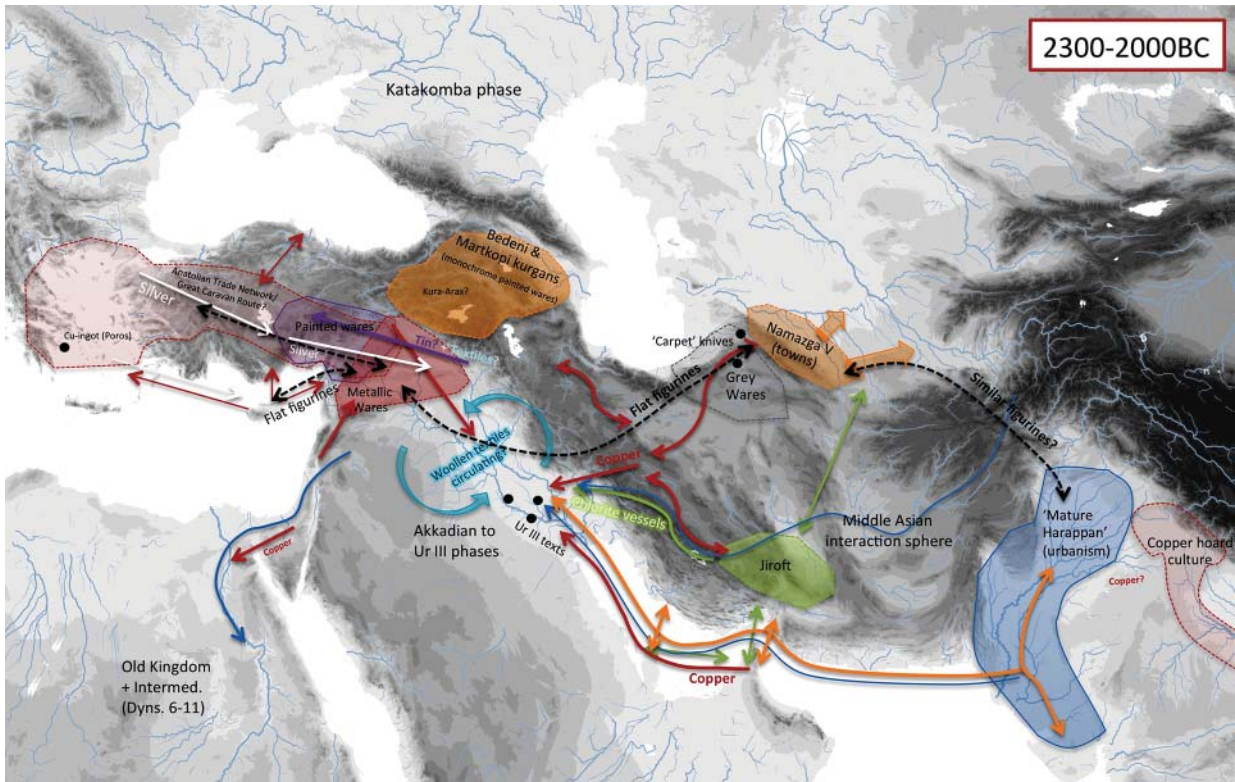 2300-2000BC
Katakomba phase
Bedeni &
Martkopi kurgans
(monochrome painted wares)
Kura-Arax?
Anatolian Trade Network/
Great Caravan Route?
Silver
Cu-ingot (Poros)
Painted wares
Tin?
Textiles?
Silver
Metallic
Wares
Flat figurines
'Carpet' knives
Namazga V
(towns)
Grey
Wares
Flat figurines
Similar figurines?
Woollen textiles
circulating?
Copper
chlorite vessels
Akkadian to
Ur III phases
Ur III texts
Middle Asian
interaction sphere
Jiroft
'Mature
Harappan'
(urbanism)
Copper hoard
culture
Copper?
Copper
Copper
Old Kingdom
+ Intermed.
(Dyns. 6-11)